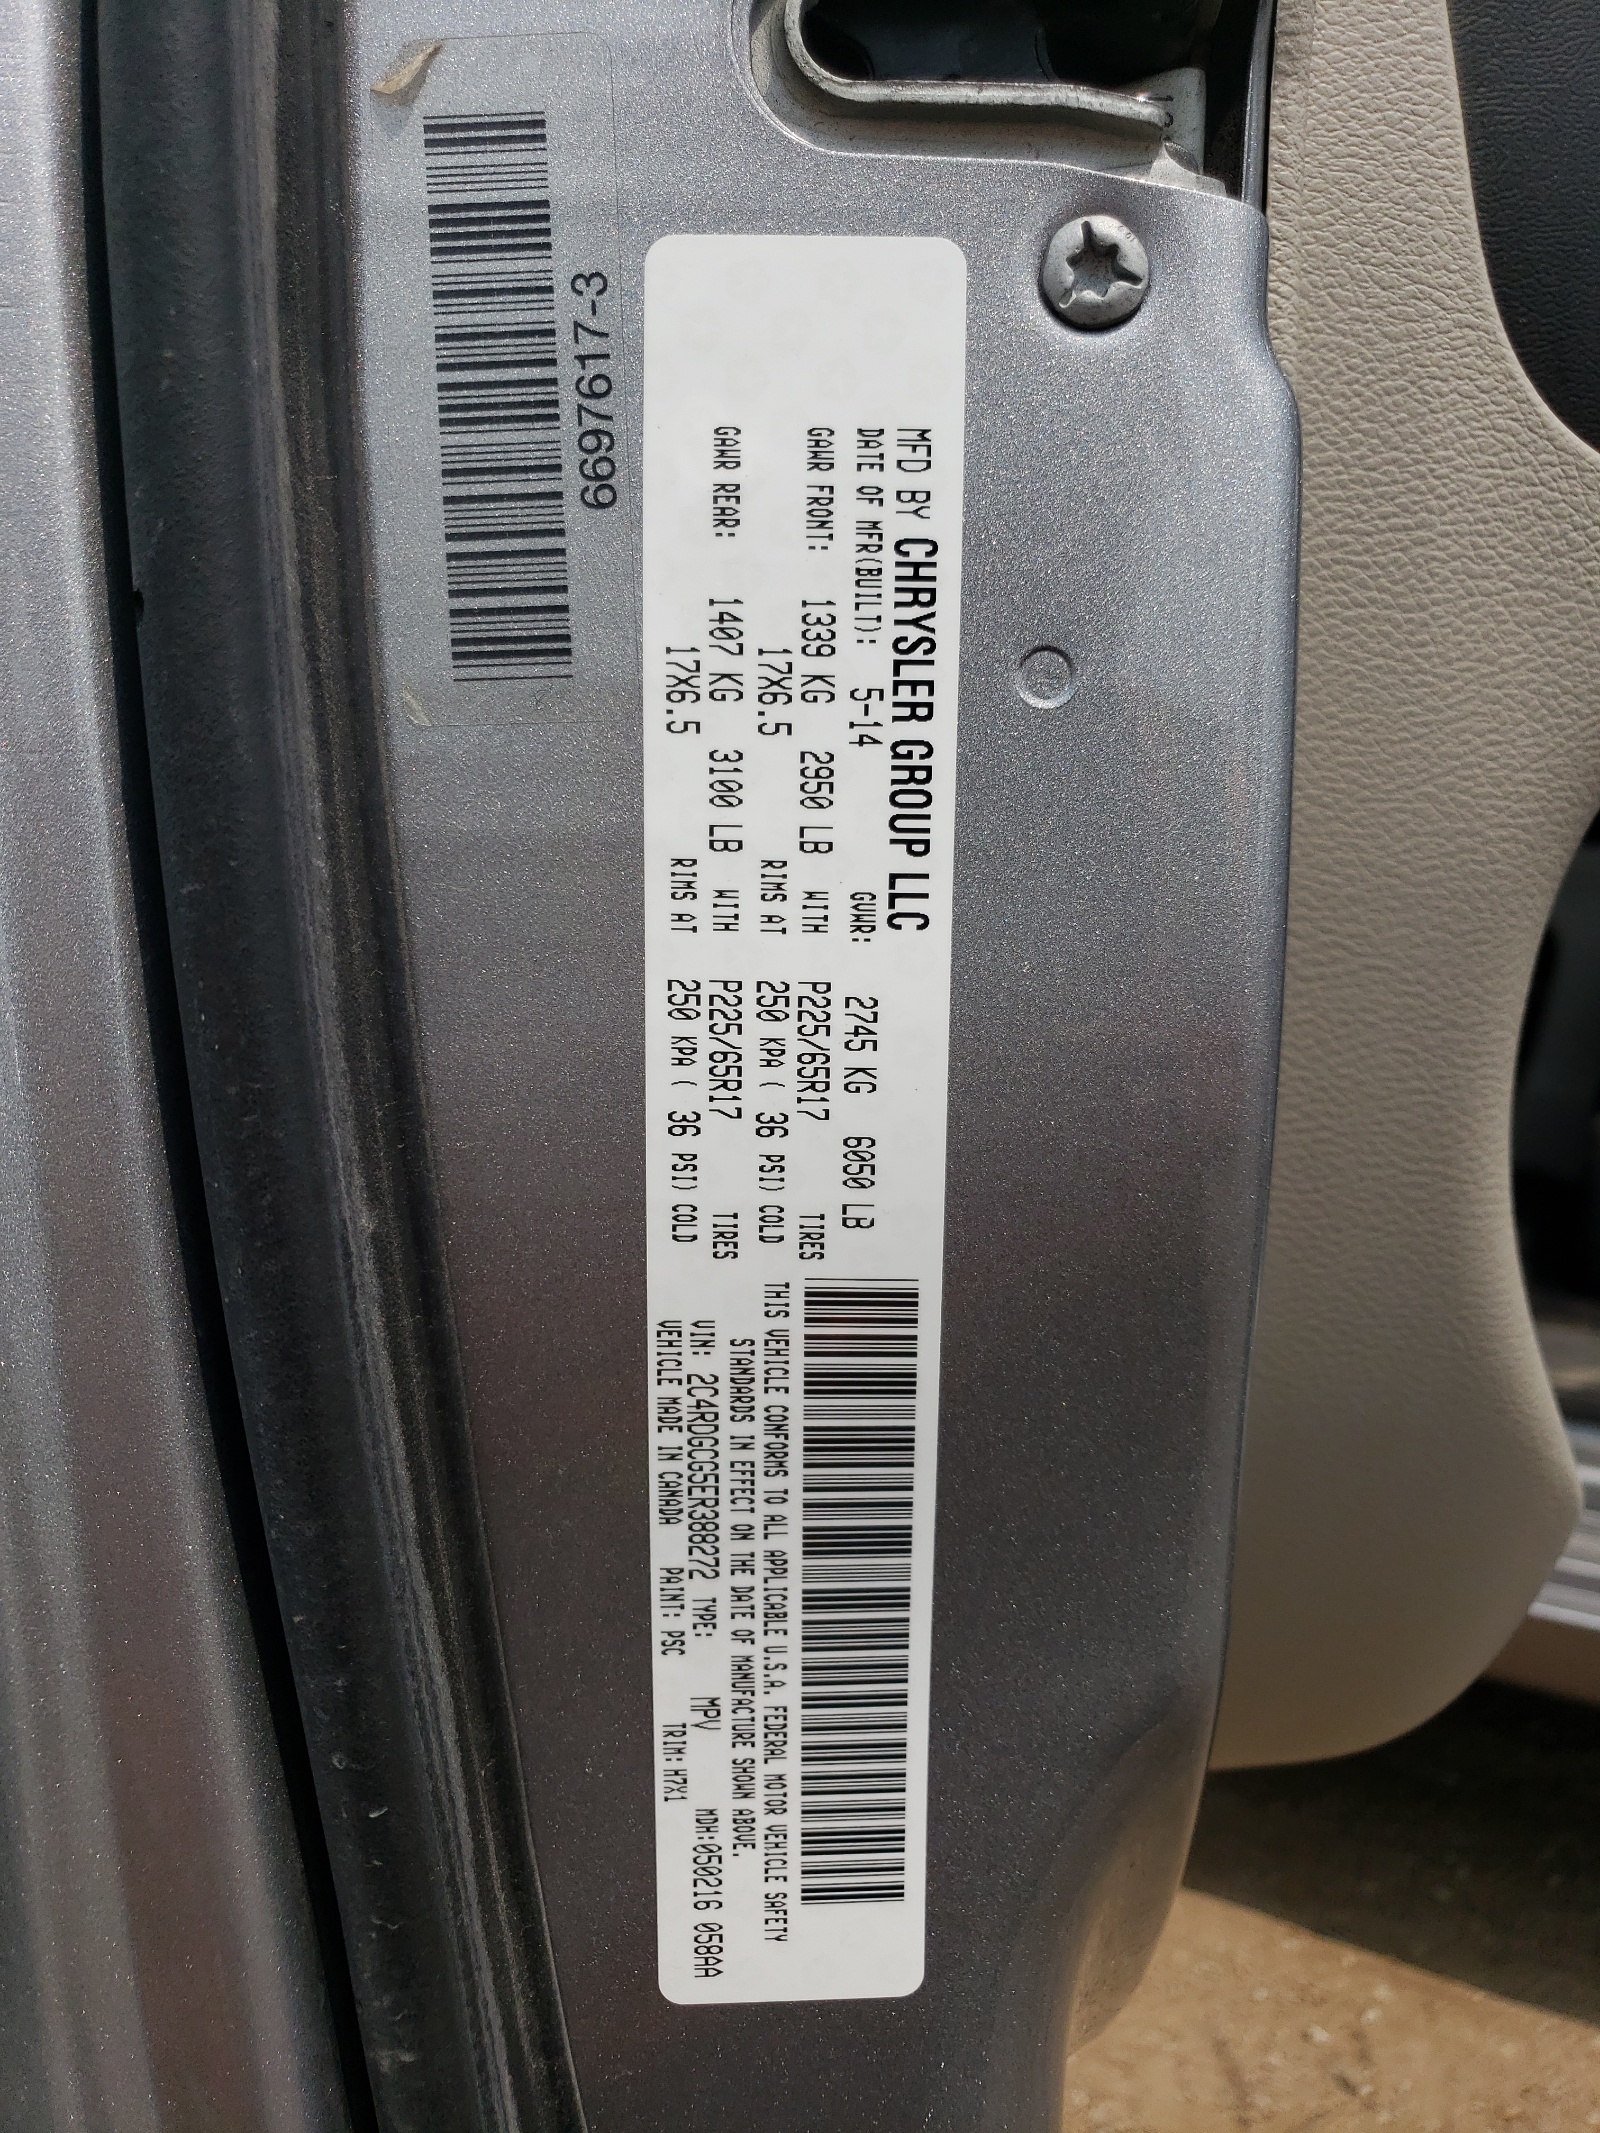 MFD BY CHRYSLER GROUP LLC
DATE OF MFR(BUILT): 5-14 GVWR: 2745 KG 6050 LB
GAWR FRONT: 1339 KG 2950 LB WITH P225/65R17 TIRES
17X6.5 RIMS AT 250 KPA ( 36 PSI) COLD
GAWR REAR: 1407 KG 3100 LB WITH P225/65R17 TIRES
17X6.5 RIMS AT 250 KPA ( 36 PSI) COLD
THIS VEHICLE CONFORMS TO ALL APPLICABLE U.S.A. FEDERAL MOTOR VEHICLE SAFETY
STANDARDS IN EFFECT ON THE DATE OF MANUFACTURE SHOWN ABOVE.
VIN: 2C4RDGCG5ER388272 TYPE: MPV MDH:050216 058AA
VEHICLE MADE IN CANADA PAINT: PSC TRIM:H7X1
6697617-3